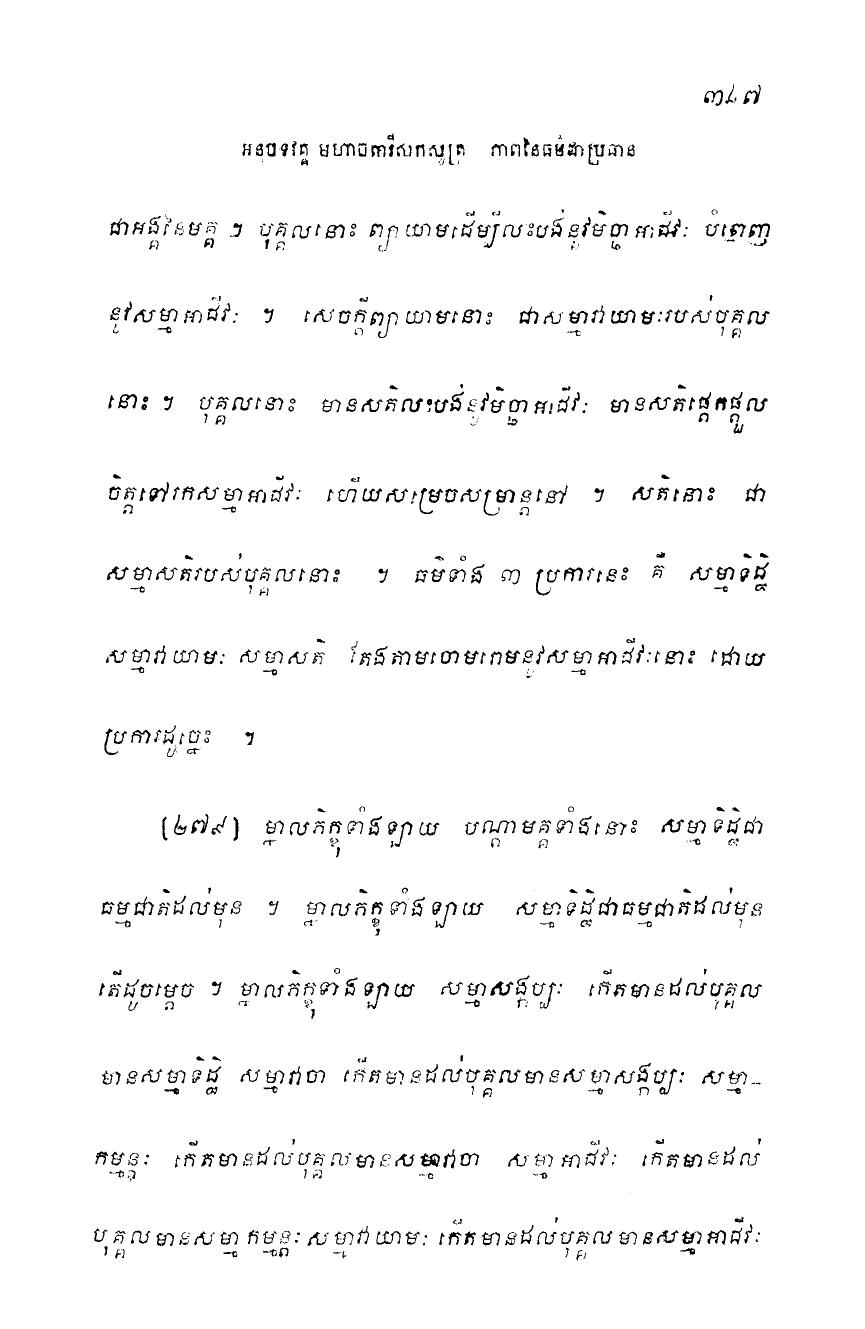 ៣៤៧
អនុបទវគ្គ មហាចត្តារីសកសូត្រ ភាពនៃធម៌ជាប្រធាន
ជាអង្គនៃមគ្គ ។ បុគ្គលនោះ ព្យាយាមដើម្បីលះបង់នូវមិច្ឆាអាជីវៈ បំពេញ
នូវសម្មាអាជីវៈ ។ សេចក្តីព្យាយាមនោះ ជាសម្មាវាយាមៈរបស់បុគ្គល
នោះ ។ បុគ្គលនោះ មានសតិលះបង់នូវមិច្ឆាអាជីវៈ មានសតិផ្តេកផ្តួល
ចិត្តទៅរកសម្មាអាជីវៈ ហើយសម្រេចសម្រាន្តនៅ ។ សតិនោះ ជា
សម្មាសតិរបស់បុគ្គលនោះ ។ ធម៌ទាំង ៣ ប្រការនេះ គឺ សម្មាទិដ្ឋិ
សម្មាវាយាមៈ សម្មាសតិ តែងតាមចោមរោមនូវសម្មាអាជីវៈនោះ ដោយ
ប្រការដូច្នេះ ។
[២៧៩] ម្នាលភិក្ខុទាំងឡាយ បណ្តាមគ្គទាំងនោះ សម្មាទិដ្ឋិជា
ធម្មជាតិដល់មុន ។ ម្នាលភិក្ខុទាំងឡាយ សម្មាទិដ្ឋិជាធម្មជាតិដល់មុន
តើដូចម្តេច ។ ម្នាលភិក្ខុទាំងឡាយ សម្មាសង្កប្បៈ កើតមានដល់បុគ្គល
មានសម្មាទិដ្ឋិ សម្មាវាចា កើតមានដល់បុគ្គលមានសម្មាសង្កប្បៈ សម្មា-
កម្មន្តៈ កើតមានដល់បុគ្គលមានសម្មាវាចា សម្មាអាជីវៈ កើតមានដល់
បុគ្គលមានសម្មាកម្មន្តៈ សម្មាវាយាមៈ កើតមានដល់បុគ្គលមានសម្មាអាជីវៈ